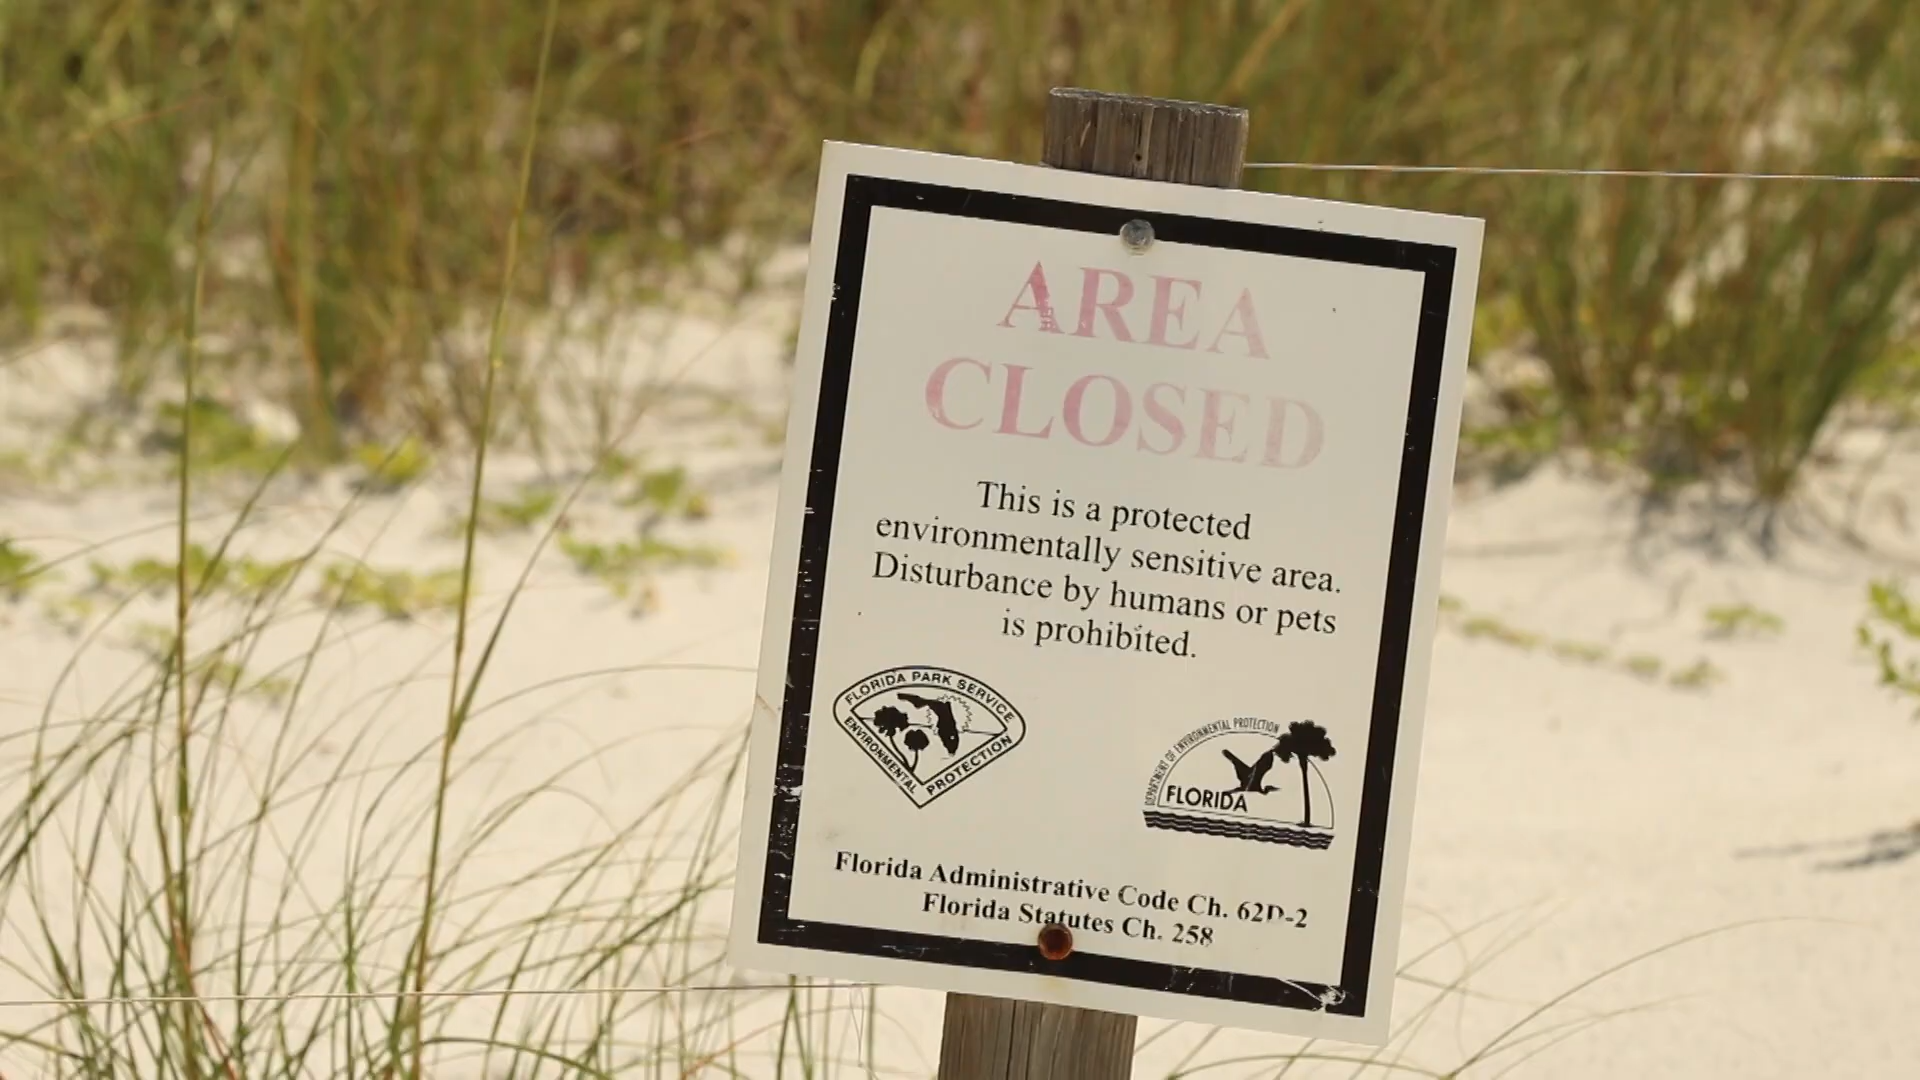 AREA
CLOSED
This is a protected
environmentally sensitive area.
Disturbance by humans or pets
is prohibited.
FLORIDA PARK SERVICE
ENVIRONMENTAL PROTECTION
DEPARTMENT OF ENVIRONMENTAL PROTECTION
FLORIDA
Florida Administrative Code Ch. 62D-2
Florida Statutes Ch. 258